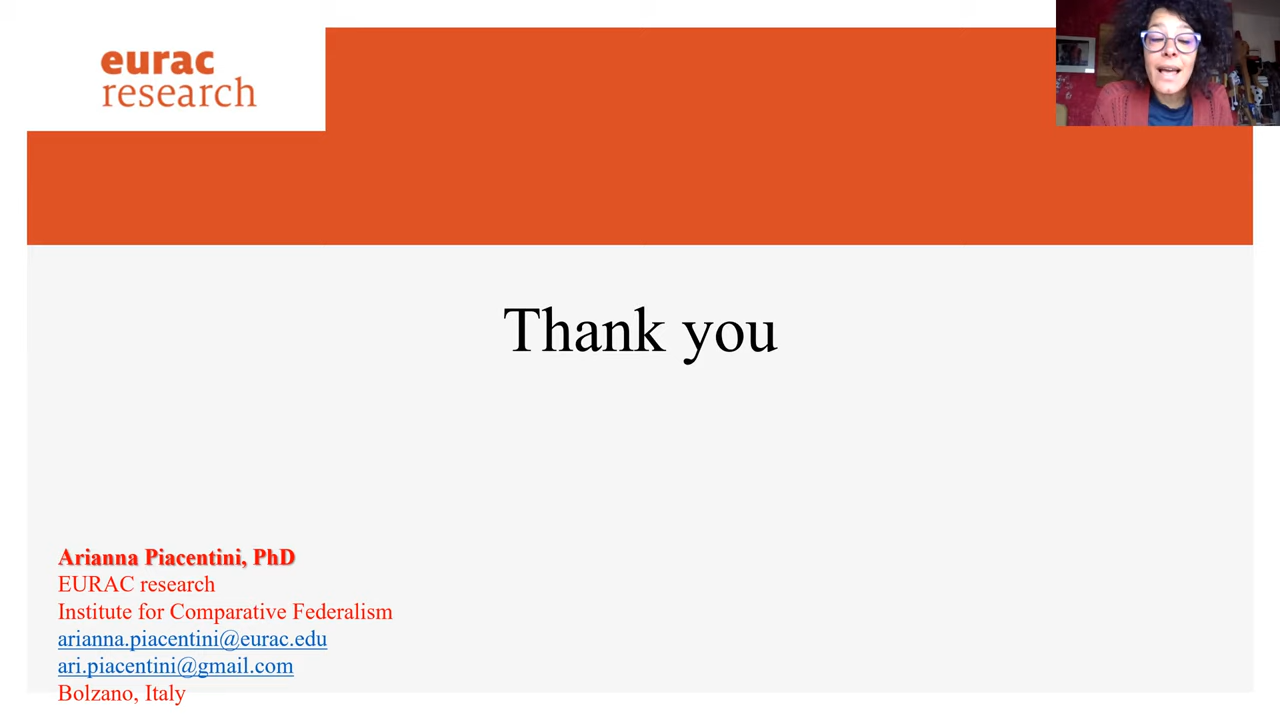 eurac
research
Thank you
Arianna Piacentini, PhD
EURAC research
Institute for Comparative Federalism
arianna.piacentini@eurac.edu
ari.piacentini@gmail.com
Bolzano, Italy